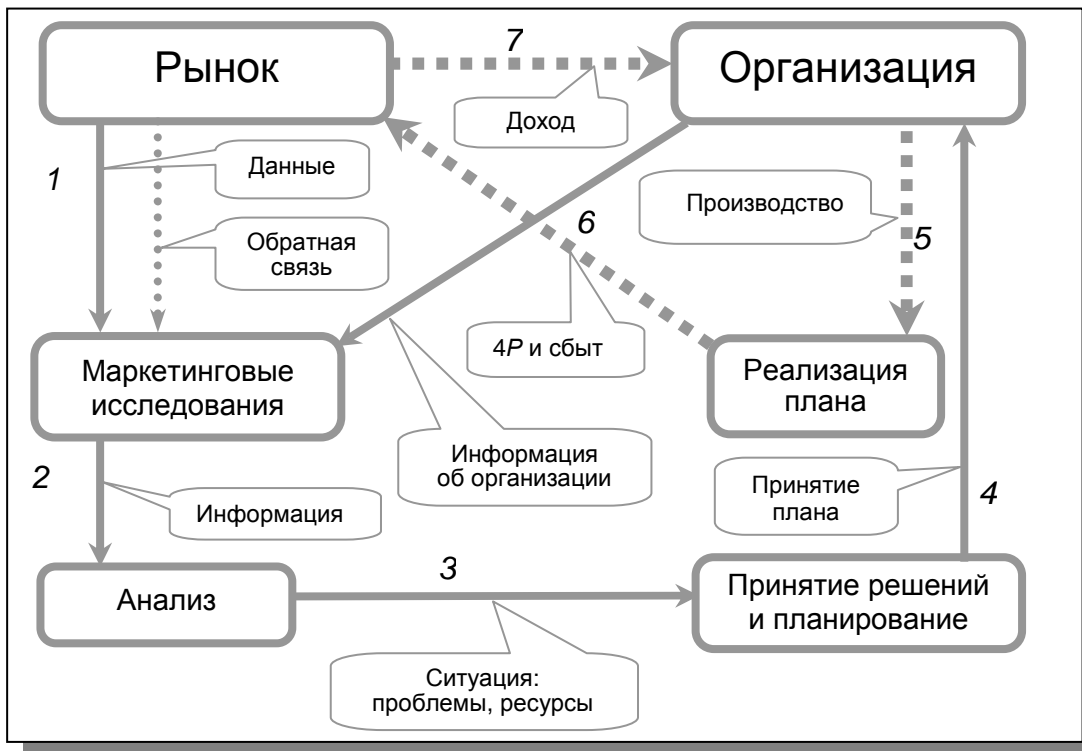 7
Рынок
Организация
Доход
1
Данные
Производство
6
5
Обратная
связь
4P и сбыт
Маркетинговые
исследования
Реализация
плана
2
Информация
об организации
Принятие
плана
4
Информация
3
Анализ
Принятие решений
и планирование
Ситуация:
проблемы, ресурсы